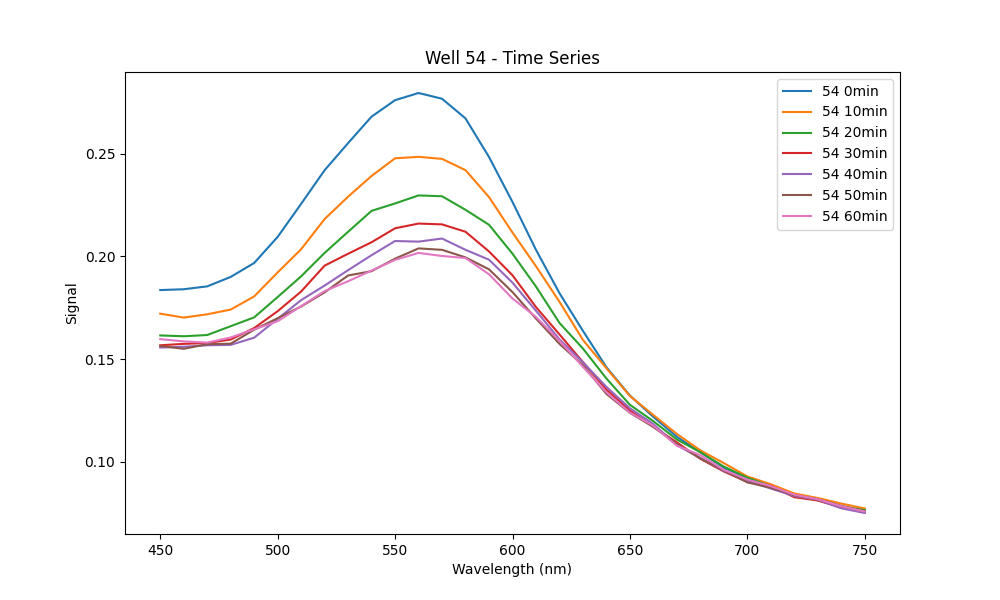 Well 54 - Time Series
54 0min
54 10min
54 20min
54 30min
54 40min
54 50min
54 60min
Signal
0.25
0.20
0.15
0.10
450 500 550 600 650 700 750
Wavelength (nm)